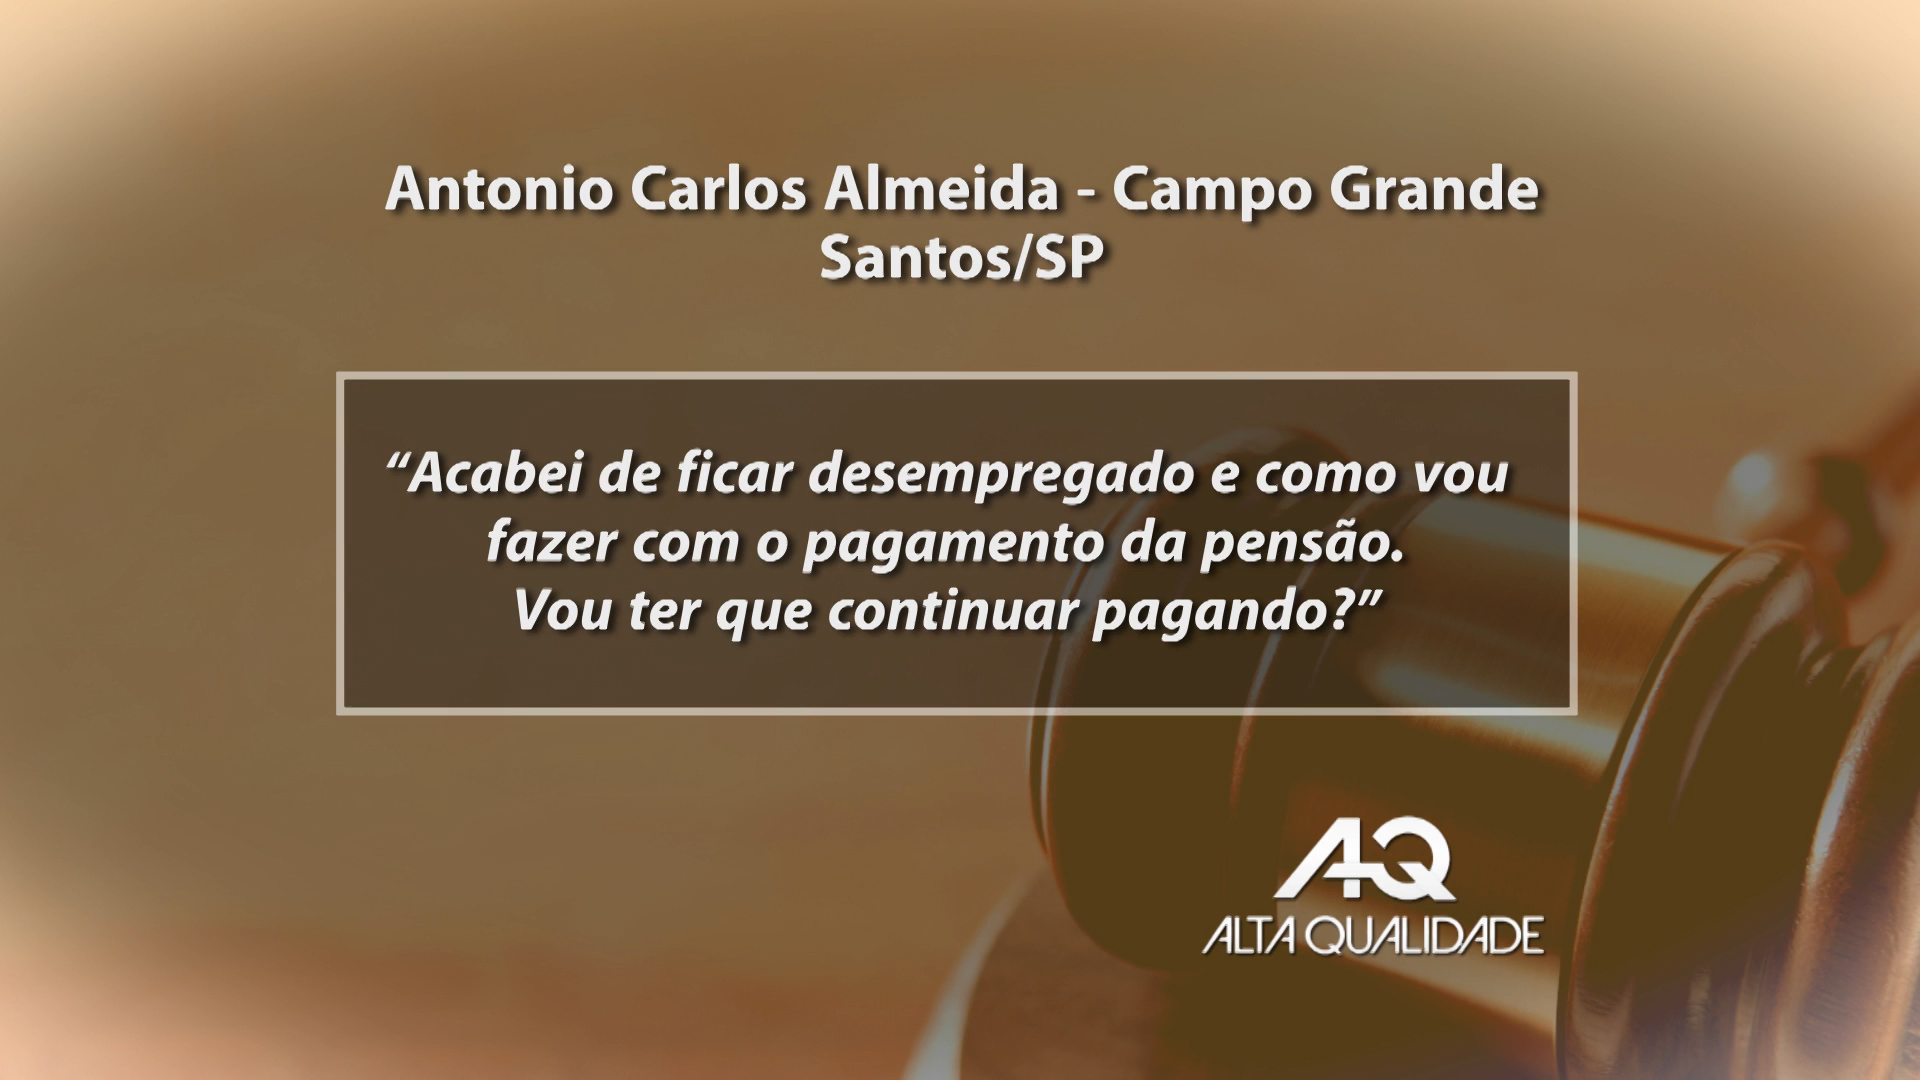 Antonio Carlos Almeida - Campo Grande
Santos/SP
“Acabei de ficar desempregado e como vou
fazer com o pagamento da pensão.
Vou ter que continuar pagando?”
AQ
ALTA QUALIDADE